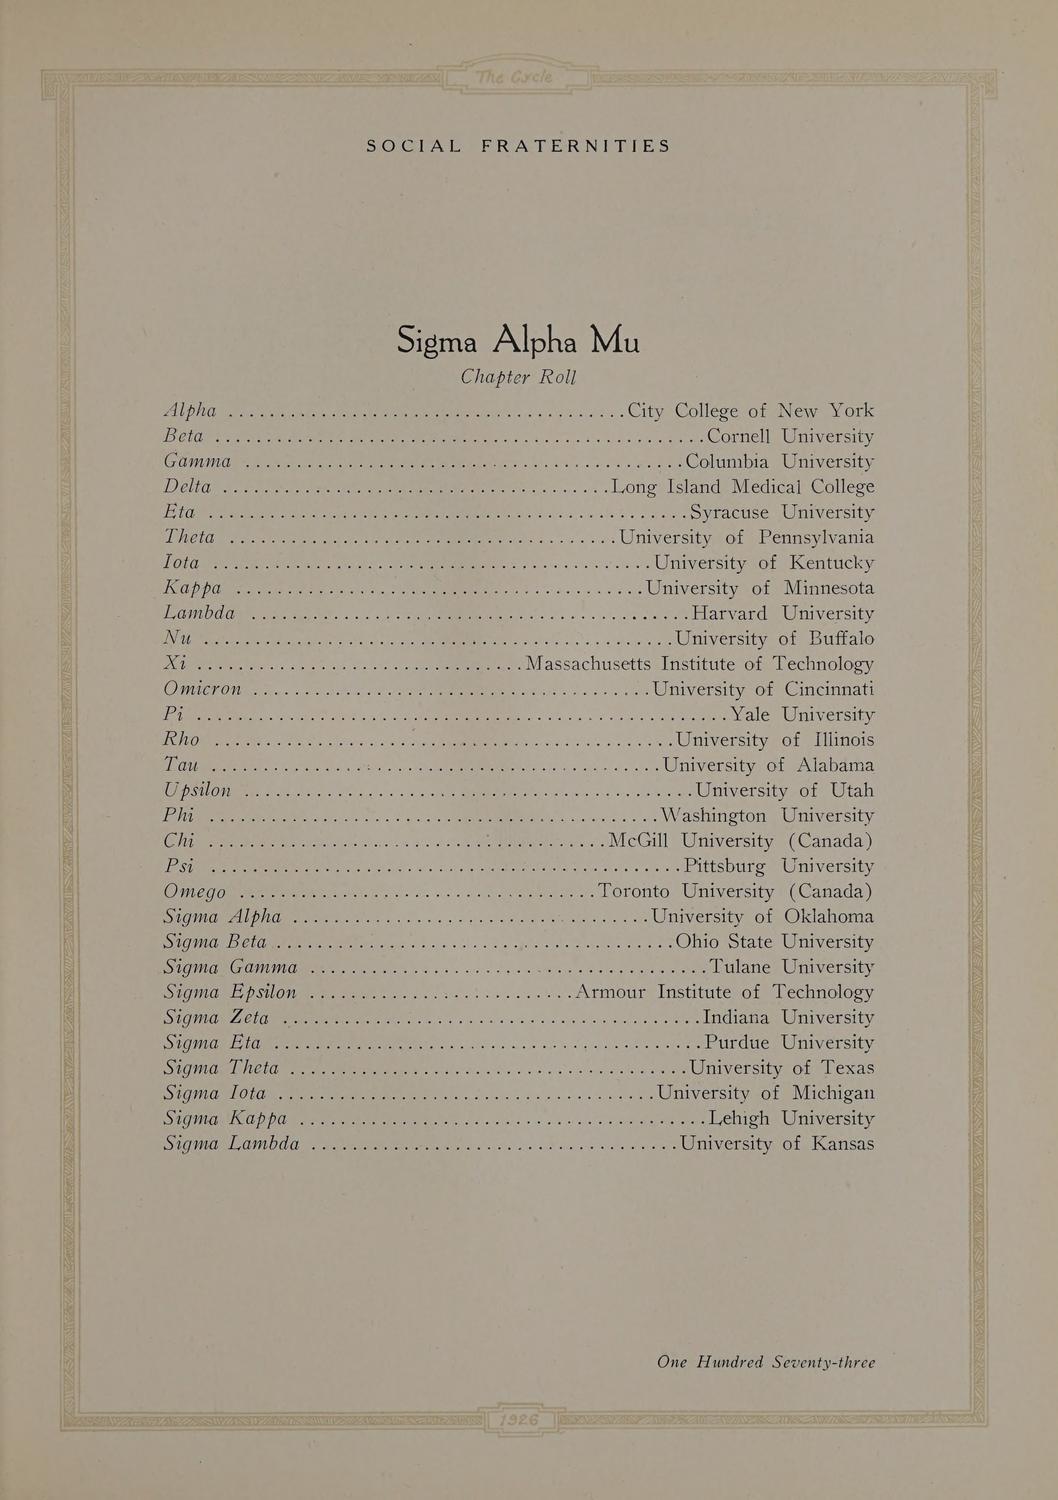 The Cycle
SOCIAL FRATERNITIES
Sigma Alpha Mu
Chapter Roll
Alpha ........ City College of New York
Beta ........ Cornell University
Gamma ........ Columbia University
Delta ........ Long Island Medical College
Eta ........ Syracuse University
Theta ........ University of Pennsylvania
Iota ........ University of Kentucky
Kappa ........ University of Minnesota
Lambda ........ Harvard University
Nu ........ University of Buffalo
Xi ........ Massachusetts Institute of Technology
Omicron ........ University of Cincinnati
Pi ........ Yale University
Rho ........ University of Illinois
Tau ........ University of Alabama
Upsilon ........ University of Utah
Phi ........ Washington University
Chi ........ McGill University (Canada)
Psi ........ Pittsburg University
Omego ........ Toronto University (Canada)
Sigma Alpha ........ University of Oklahoma
Sigma Beta ........ Ohio State University
Sigma Gamma ........ Tulane University
Sigma Epsilon ........ Armour Institute of Technology
Sigma Zeta ........ Indiana University
Sigma Eta ........ Purdue University
Sigma Theta ........ University of Texas
Sigma Iota ........ University of Michigan
Sigma Kappa ........ Lehigh University
Sigma Lambda ........ University of Kansas
One Hundred Seventy-three
1926